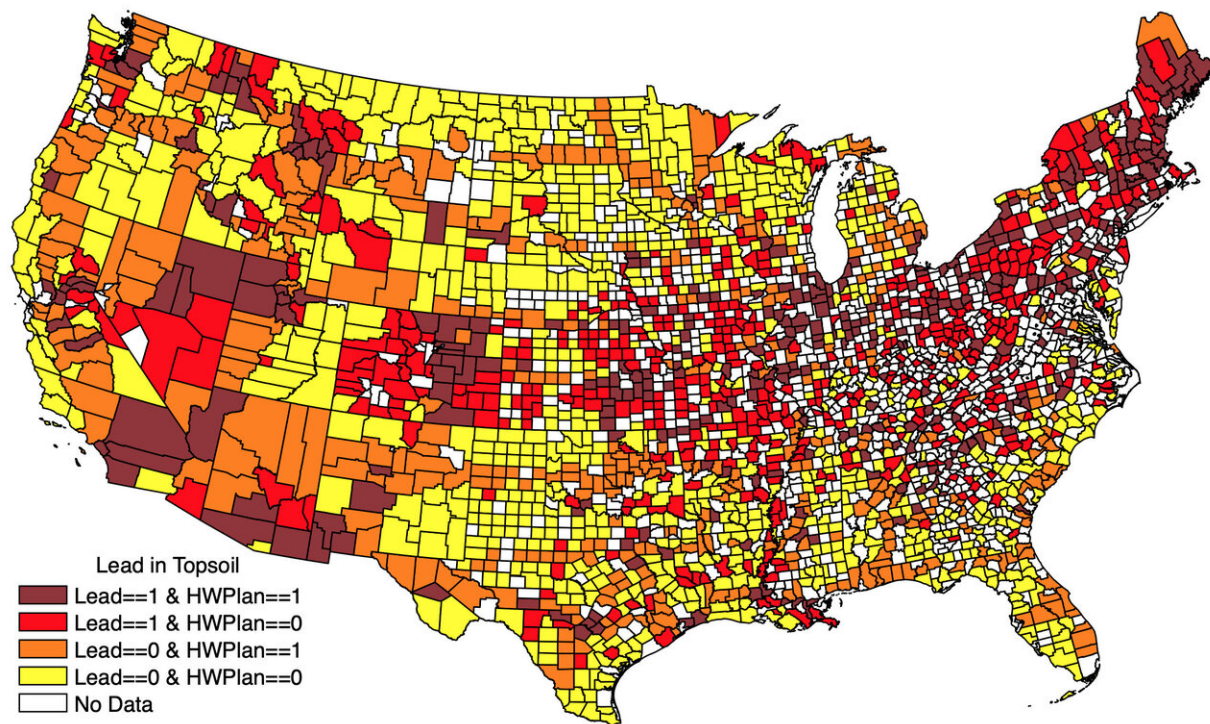 Lead in Topsoil
Lead==1 & HWPlan==1
Lead==1 & HWPlan==0
Lead==0 & HWPlan==1
Lead==0 & HWPlan==0
No Data